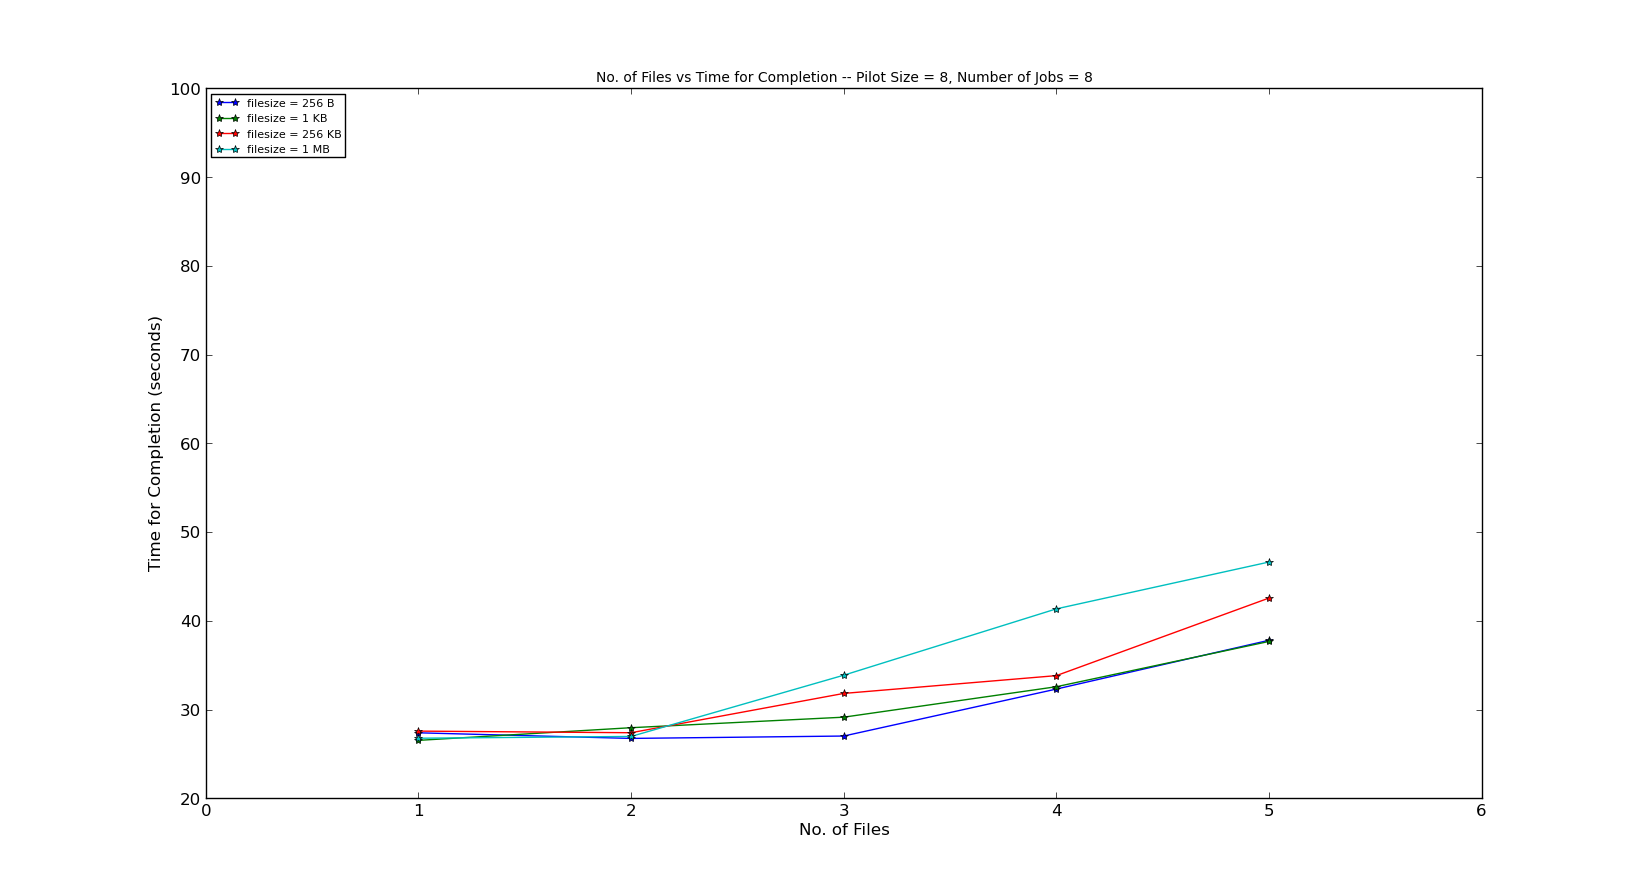 No. of Files vs Time for Completion -- Pilot Size = 8, Number of Jobs = 8
filesize = 256 B
filesize = 1 KB
filesize = 256 KB
filesize = 1 MB
Time for Completion (seconds)
100
90
80
70
60
50
40
30
20
0 1 2 3 4 5 6
No. of Files